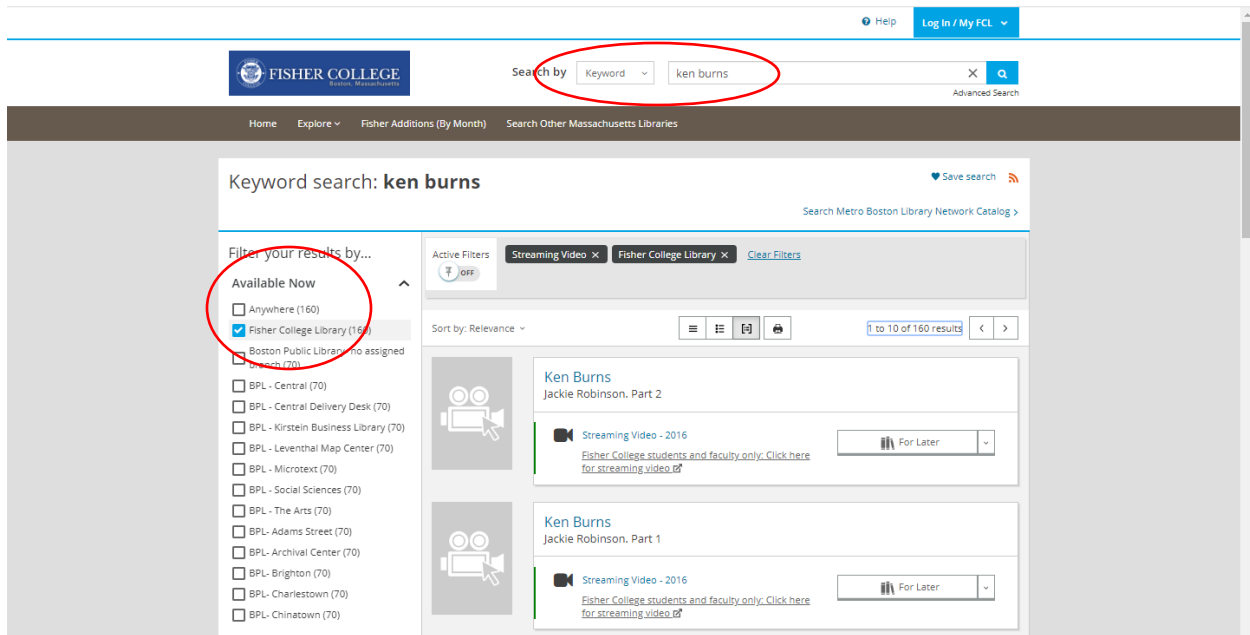 Help
Log In / My FCL
FISHER COLLEGE
Boston, Massachusetts
Search by
Keyword
ken burns
Advanced Search
Home
Explore
Fisher Additions (By Month)
Search Other Massachusetts Libraries
Keyword search: ken burns
Save search
Search Metro Boston Library Network Catalog >
Filter your results by...
Available Now
Anywhere (160)
Fisher College Library (160)
Boston Public Library, no assigned
branch (70)
BPL - Central (70)
BPL - Central Delivery Desk (70)
BPL - Kirstein Business Library (70)
BPL - Leventhal Map Center (70)
BPL - Microtext (70)
BPL - Social Sciences (70)
BPL - The Arts (70)
BPL- Adams Street (70)
BPL- Archival Center (70)
BPL- Brighton (70)
BPL- Charlestown (70)
BPL- Chinatown (70)
Active Filters
OFF
Streaming Video ×
Fisher College Library ×
Clear Filters
Sort by: Relevance
1 to 10 of 160 results
Ken Burns
Jackie Robinson. Part 2
Streaming Video - 2016
Fisher College students and faculty only: Click here
for streaming video
For Later
Ken Burns
Jackie Robinson. Part 1
Streaming Video - 2016
Fisher College students and faculty only: Click here
for streaming video
For Later